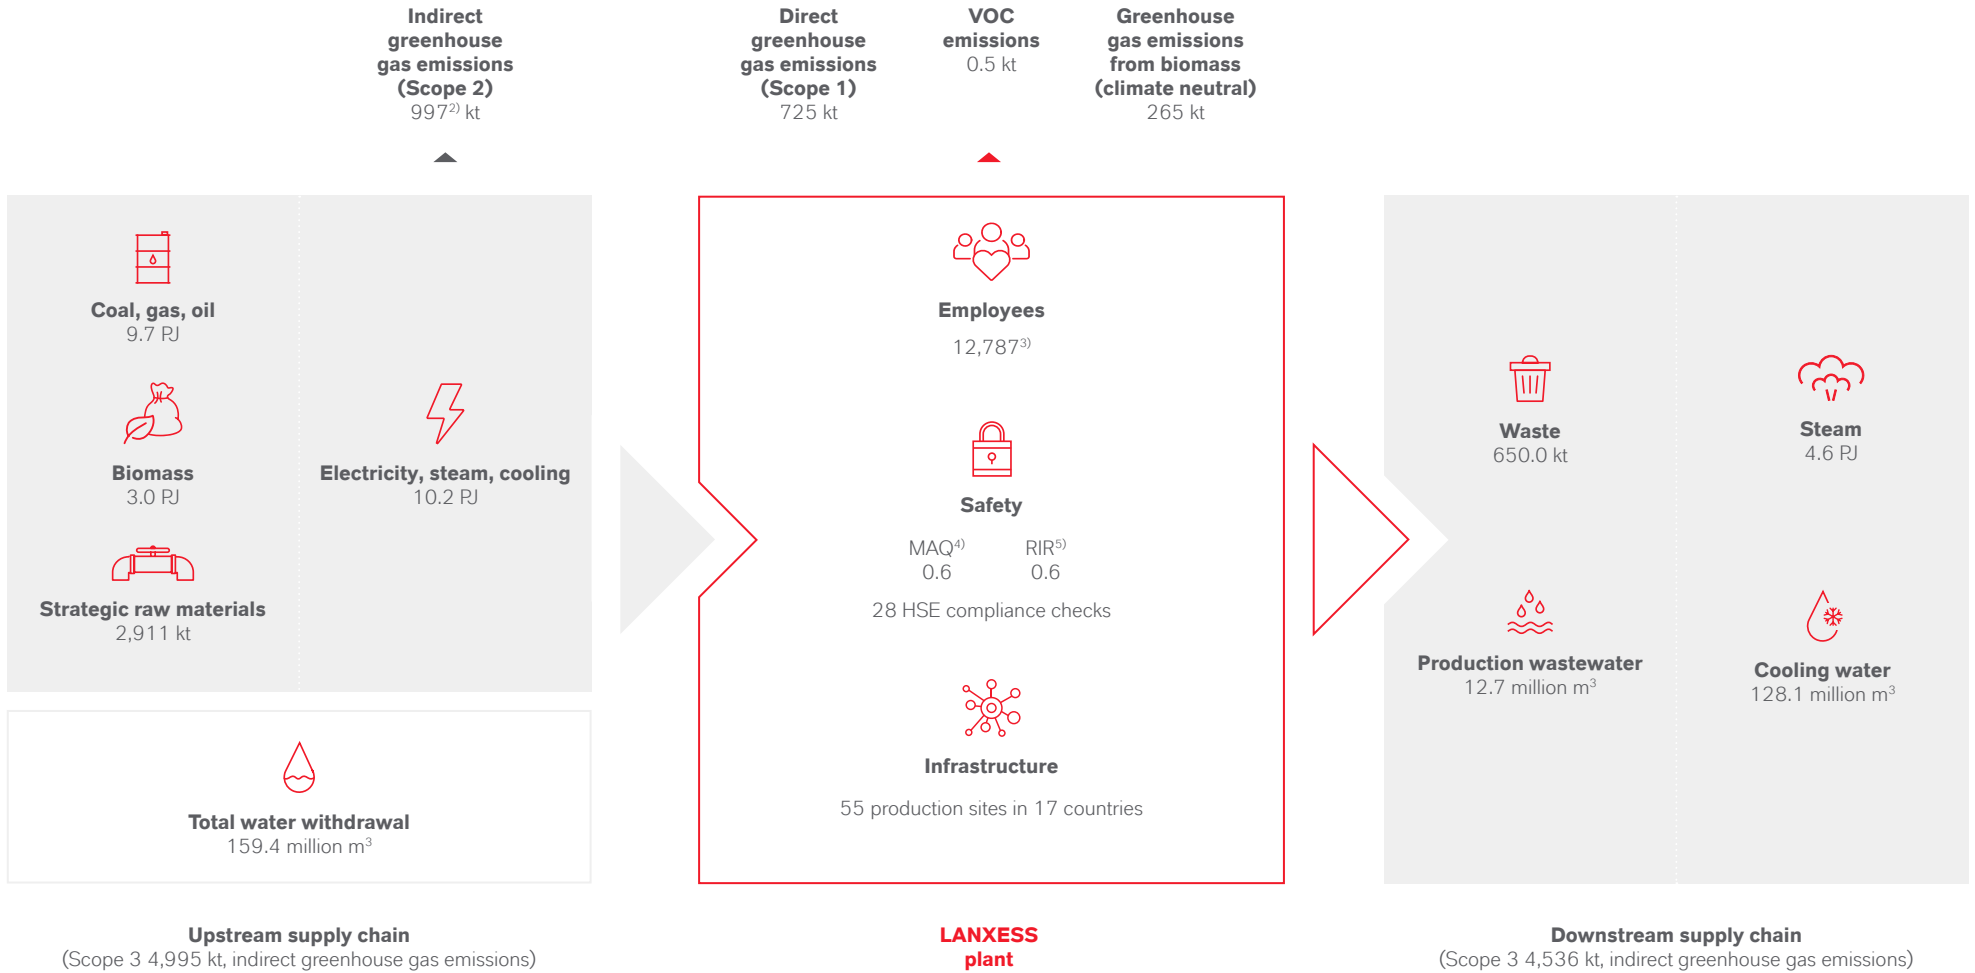 Indirect
greenhouse
gas emissions
(Scope 2)
997²⁾ kt
Direct
greenhouse
gas emissions
(Scope 1)
725 kt
VOC
emissions
0.5 kt
Greenhouse
gas emissions
from biomass
(climate neutral)
265 kt
Coal, gas, oil
9.7 PJ
Biomass
3.0 PJ
Strategic raw materials
2,911 kt
Electricity, steam, cooling
10.2 PJ
Total water withdrawal
159.4 million m³
Upstream supply chain
(Scope 3 4,995 kt, indirect greenhouse gas emissions)
Employees
12,787³⁾
Safety
MAQ⁴⁾ RIR⁵⁾
0.6 0.6
28 HSE compliance checks
Infrastructure
55 production sites in 17 countries
LANXESS
plant
Waste
650.0 kt
Steam
4.6 PJ
Production wastewater
12.7 million m³
Cooling water
128.1 million m³
Downstream supply chain
(Scope 3 4,536 kt, indirect greenhouse gas emissions)